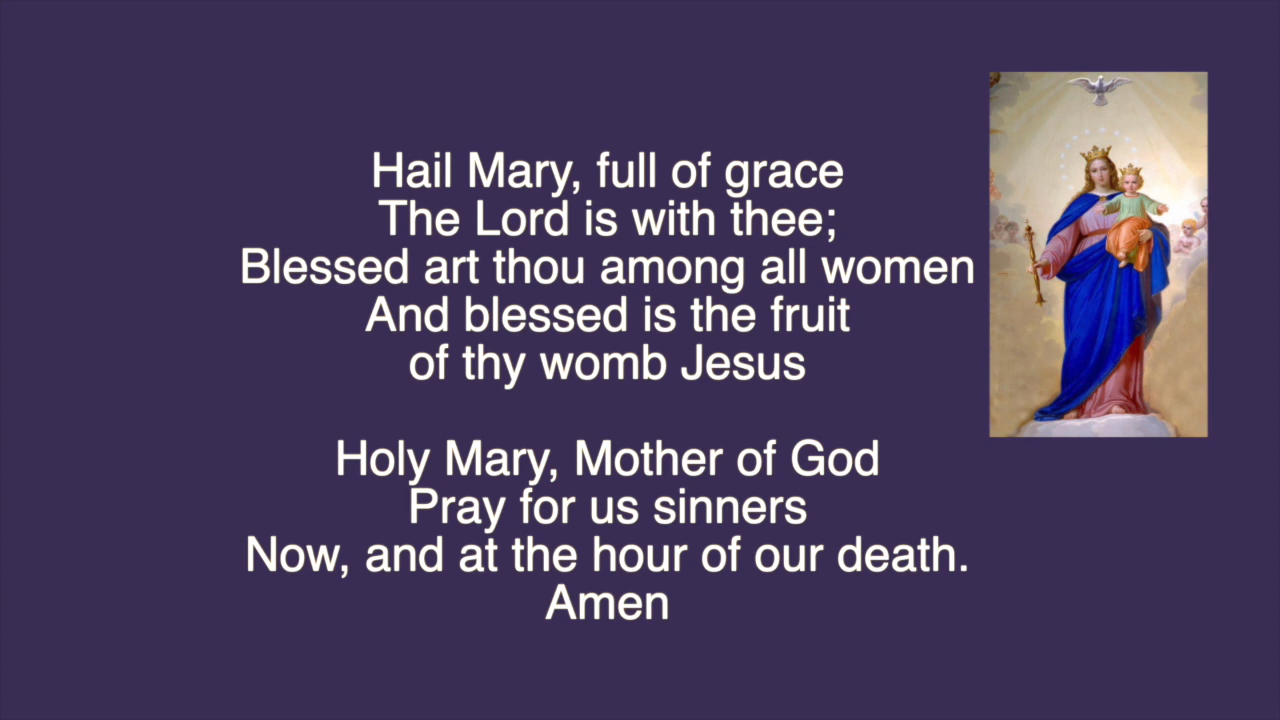 Hail Mary, full of grace
The Lord is with thee;
Blessed art thou among all women
And blessed is the fruit
of thy womb Jesus
Holy Mary, Mother of God
Pray for us sinners
Now, and at the hour of our death.
Amen